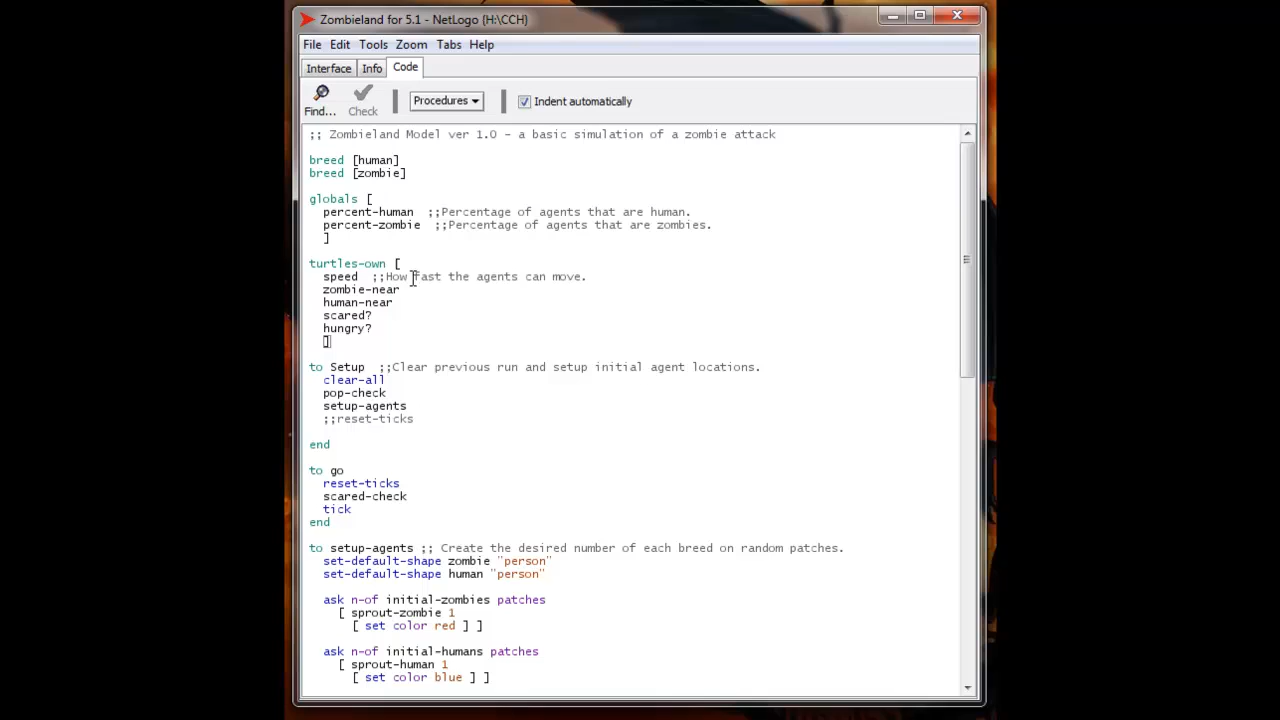 Zombieland for 5.1 - NetLogo (H:\CCH)
File Edit Tools Zoom Tabs Help
Interface Info Code
Find... Check Procedures Indent automatically
;; Zombieland Model ver 1.0 - a basic simulation of a zombie attack
breed [human]
breed [zombie]
globals [
percent-human ;;Percentage of agents that are human.
percent-zombie ;;Percentage of agents that are zombies.
]
turtles-own [
speed ;;How fast the agents can move.
zombie-near
human-near
scared?
hungry?
]
to Setup ;;Clear previous run and setup initial agent locations.
clear-all
pop-check
setup-agents
;;reset-ticks
end
to go
reset-ticks
scared-check
tick
end
to setup-agents ;; Create the desired number of each breed on random patches.
set-default-shape zombie "person"
set-default-shape human "person"
ask n-of initial-zombies patches
[ sprout-zombie 1
[ set color red ] ]
ask n-of initial-humans patches
[ sprout-human 1
[ set color blue ] ]